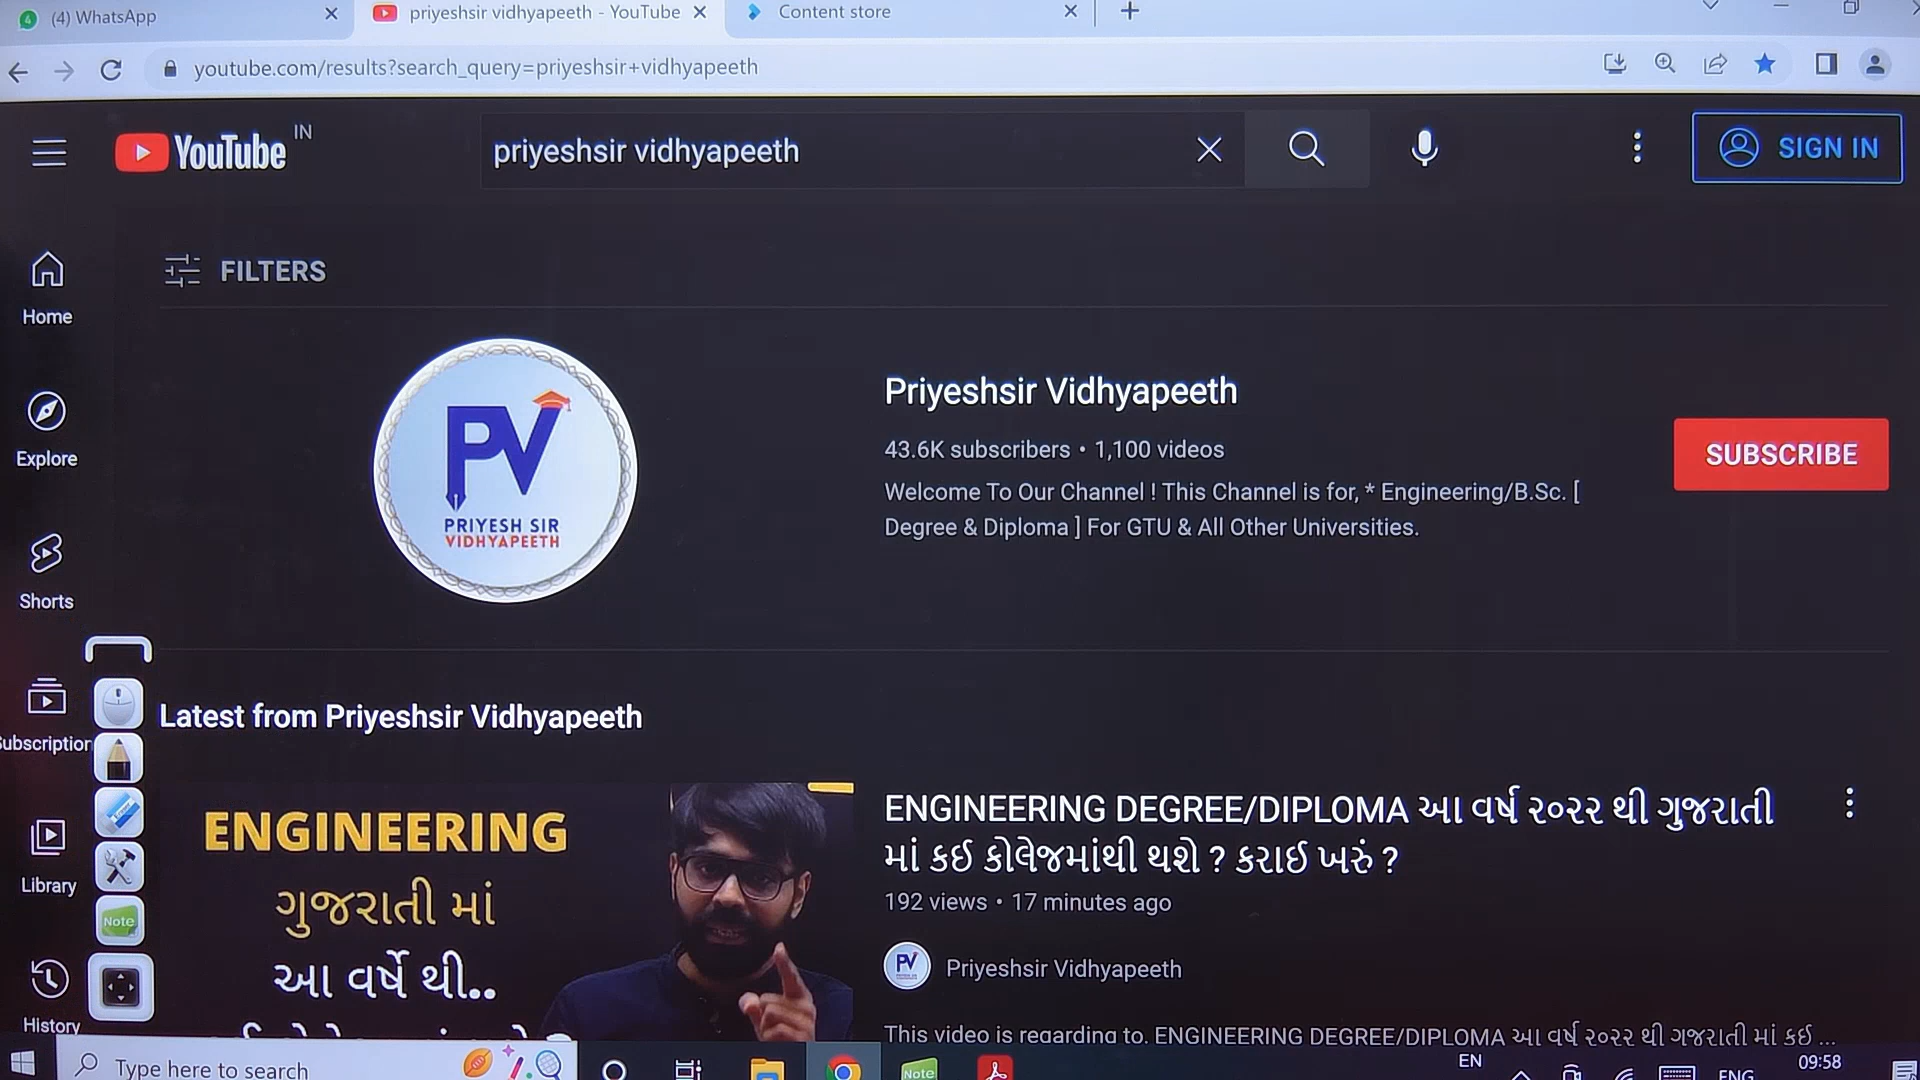 (4) WhatsApp
priyeshsir vidhyapeeth - YouTube
Content store
youtube.com/results?search_query=priyeshsir+vidhyapeeth
YouTube IN
priyeshsir vidhyapeeth
SIGN IN
FILTERS
Home
Explore
Shorts
Subscription
Library
History
PV
PRIYESH SIR
VIDHYAPEETH
Priyeshsir Vidhyapeeth
43.6K subscribers • 1,100 videos
Welcome To Our Channel ! This Channel is for, * Engineering/B.Sc. [
Degree & Diploma ] For GTU & All Other Universities.
SUBSCRIBE
Note
Latest from Priyeshsir Vidhyapeeth
ENGINEERING
ગુજરાતી માં
આ વર્ષે થી..
ENGINEERING DEGREE/DIPLOMA આ વર્ષ ૨૦૨૨ થી ગુજરાતી
માં કઈ કોલેજમાંથી થશે ? કરાઈ ખરું ?
192 views • 17 minutes ago
PV
Priyeshsir Vidhyapeeth
This video is regarding to. ENGINEERING DEGREE/DIPLOMA આ વર્ષ ૨૦૨૨ થી ગુજરાતી માં કઈ ...
Type here to search
Note
EN
ENG
09:58